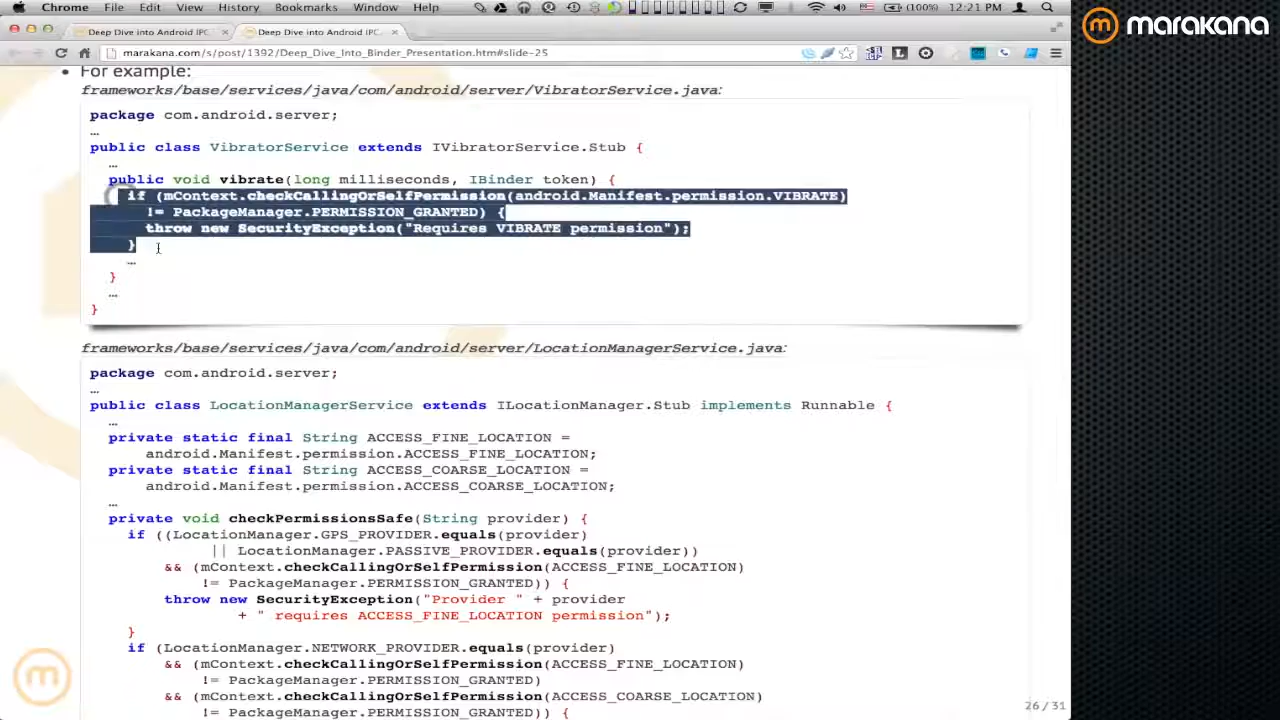 Chrome File Edit View History Bookmarks Window Help (100%) 12:21 PM
marakana
Deep Dive into Android IPC × Deep Dive into Android IPC ×
marakana.com/s/post/1392/Deep_Dive_Into_Binder_Presentation.htm#slide-25
• For example:
frameworks/base/services/java/com/android/server/VibratorService.java:
package com.android.server;
…
public class VibratorService extends IVibratorService.Stub {
…
public void vibrate(long milliseconds, IBinder token) {
if (mContext.checkCallingOrSelfPermission(android.Manifest.permission.VIBRATE)
!= PackageManager.PERMISSION_GRANTED) {
throw new SecurityException("Requires VIBRATE permission");
}
…
}
…
}
frameworks/base/services/java/com/android/server/LocationManagerService.java:
package com.android.server;
…
public class LocationManagerService extends ILocationManager.Stub implements Runnable {
…
private static final String ACCESS_FINE_LOCATION =
android.Manifest.permission.ACCESS_FINE_LOCATION;
private static final String ACCESS_COARSE_LOCATION =
android.Manifest.permission.ACCESS_COARSE_LOCATION;
…
private void checkPermissionsSafe(String provider) {
if ((LocationManager.GPS_PROVIDER.equals(provider)
|| LocationManager.PASSIVE_PROVIDER.equals(provider))
&& (mContext.checkCallingOrSelfPermission(ACCESS_FINE_LOCATION)
!= PackageManager.PERMISSION_GRANTED)) {
throw new SecurityException("Provider " + provider
+ " requires ACCESS_FINE_LOCATION permission");
}
if (LocationManager.NETWORK_PROVIDER.equals(provider)
&& (mContext.checkCallingOrSelfPermission(ACCESS_FINE_LOCATION)
!= PackageManager.PERMISSION_GRANTED)
&& (mContext.checkCallingOrSelfPermission(ACCESS_COARSE_LOCATION)
!= PackageManager.PERMISSION_GRANTED)) {
26 / 31